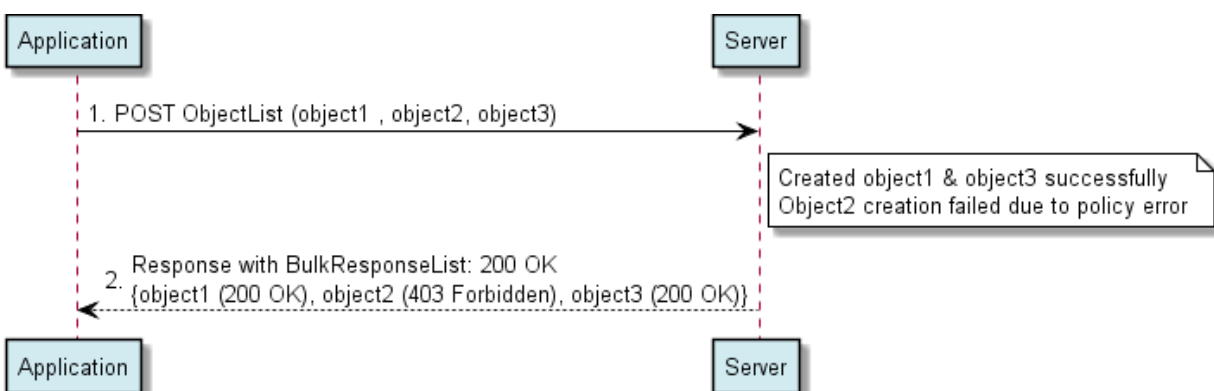 Application
Server
1. POST ObjectList (object1 , object2, object3)
Created object1 & object3 successfully
Object2 creation failed due to policy error
2. Response with BulkResponseList: 200 OK
{object1 (200 OK), object2 (403 Forbidden), object3 (200 OK)}
Application
Server